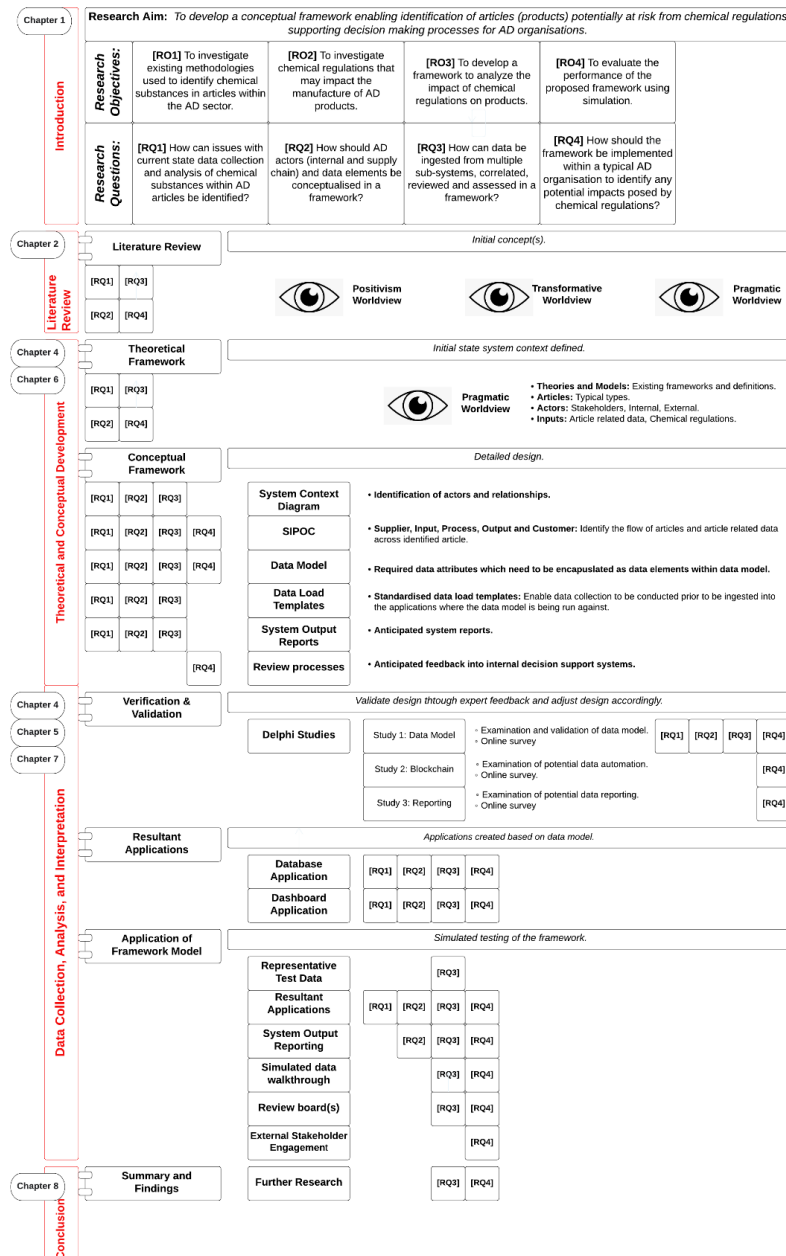 Chapter 1
Research Aim: To develop a conceptual framework enabling identification of articles (products) potentially at risk from chemical regulations
supporting decision making processes for AD organisations.
Introduction
Research
Objectives:
[RO1] To investigate
existing methodologies
used to identify chemical
substances in articles within
the AD sector.
[RO2] To investigate
chemical regulations that
may impact the
manufacture of AD
products.
[RO3] To develop a
framework to analyze the
impact of chemical
regulations on products.
[RO4] To evaluate the
performance of the
proposed framework using
simulation.
Research
Questions:
[RQ1] How can issues with
current state data collection
and analysis of chemical
substances within AD
articles be identified?
[RQ2] How should AD
actors (internal and supply
chain) and data elements be
conceptualised in a
framework?
[RQ3] How can data be
ingested from multiple
sub-systems, correlated,
reviewed and assessed in a
framework?
[RQ4] How should the
framework be implemented
within a typical AD
organisation to identify any
potential impacts posed by
chemical regulations?
Chapter 2
Literature
Review
Literature Review
Initial concept(s).
[RQ1] [RQ3]
[RQ2] [RQ4]
Positivism
Worldview
Transformative
Worldview
Pragmatic
Worldview
Chapter 4
Chapter 6
Theoretical and Conceptual Development
Theoretical
Framework
Initial state system context defined.
[RQ1] [RQ3]
[RQ2] [RQ4]
Pragmatic
Worldview
• Theories and Models: Existing frameworks and definitions.
• Articles: Typical types.
• Actors: Stakeholders, Internal, External.
• Inputs: Article related data, Chemical regulations.
Conceptual
Framework
Detailed design.
[RQ1] [RQ2] [RQ3]
System Context
Diagram
• Identification of actors and relationships.
[RQ1] [RQ2] [RQ3] [RQ4]
SIPOC
• Supplier, Input, Process, Output and Customer: Identify the flow of articles and article related data
across identified article.
[RQ1] [RQ2] [RQ3] [RQ4]
Data Model
• Required data attributes which need to be encapuslated as data elements within data model.
[RQ1] [RQ2] [RQ3]
Data Load
Templates
• Standardised data load templates: Enable data collection to be conducted prior to be ingested into
the applications where the data model is being run against.
[RQ1] [RQ2] [RQ3]
System Output
Reports
• Anticipated system reports.
[RQ4]
Review processes
• Anticipated feedback into internal decision support systems.
Chapter 4
Chapter 5
Chapter 7
Data Collection, Analysis, and Interpretation
Verification &
Validation
Validate design thtough expert feedback and adjust design accordingly.
Delphi Studies
Study 1: Data Model
◦ Examination and validation of data model.
◦ Online survey
[RQ1] [RQ2] [RQ3] [RQ4]
Study 2: Blockchain
◦ Examination of potential data automation.
◦ Online survey.
[RQ4]
Study 3: Reporting
◦ Examination of potential data reporting.
◦ Online survey
[RQ4]
Resultant
Applications
Applications created based on data model.
Database
Application
[RQ1] [RQ2] [RQ3] [RQ4]
Dashboard
Application
[RQ1] [RQ2] [RQ3] [RQ4]
Application of
Framework Model
Simulated testing of the framework.
Representative
Test Data
[RQ3]
Resultant
Applications
[RQ1] [RQ2] [RQ3] [RQ4]
System Output
Reporting
[RQ2] [RQ3] [RQ4]
Simulated data
walkthrough
[RQ3] [RQ4]
Review board(s)
[RQ3] [RQ4]
External Stakeholder
Engagement
[RQ4]
Chapter 8
Conclusion
Summary and
Findings
Further Research
[RQ3] [RQ4]